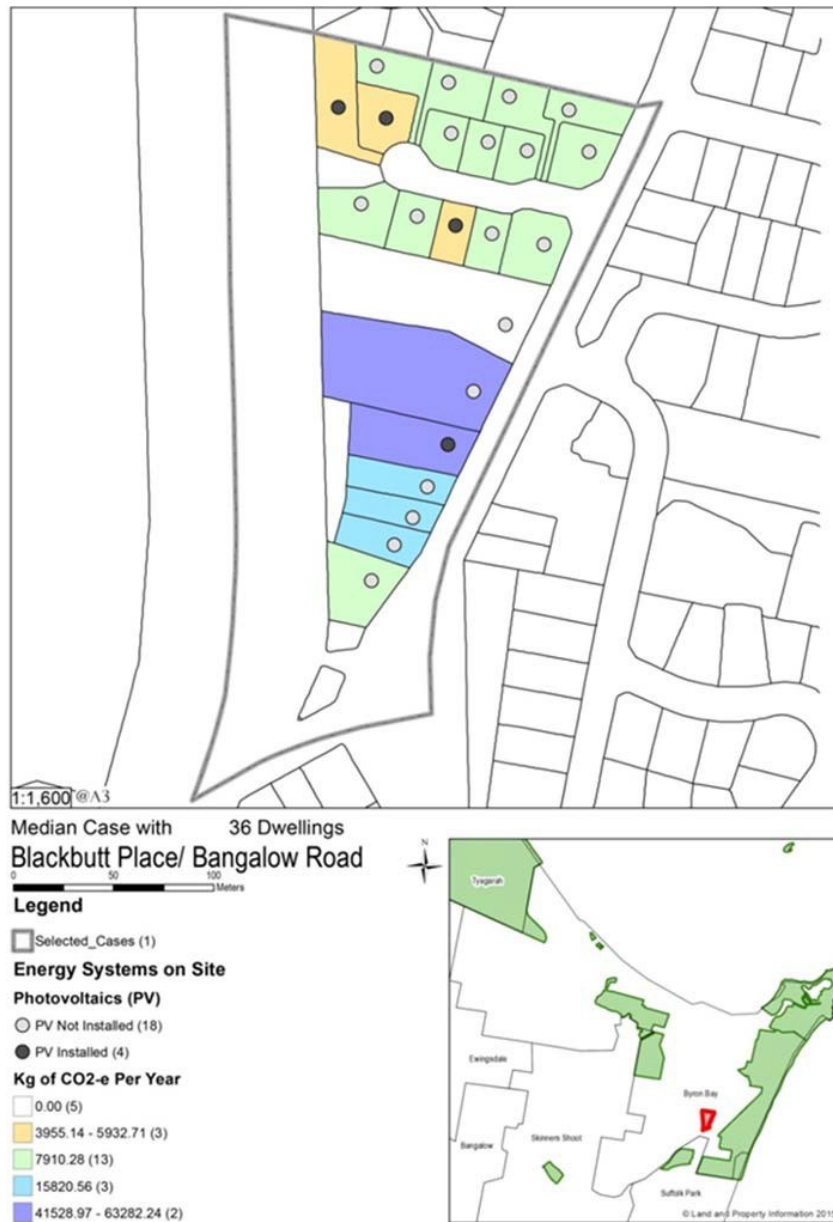 1:1,600 @A3
Median Case with 36 Dwellings
Blackbutt Place/ Bangalow Road
N
0 50 100
Meters
Legend
Selected_Cases (1)
Energy Systems on Site
Photovoltaics (PV)
PV Not Installed (18)
PV Installed (4)
Kg of CO2-e Per Year
0.00 (5)
3955.14 - 5932.71 (3)
7910.28 (13)
15820.56 (3)
41528.97 - 63282.24 (2)
Tyagarah
Ewingsdale
Byron Bay
Skinners Shoot
Bangalow
Suffolk Park
© Land and Property Information 2015